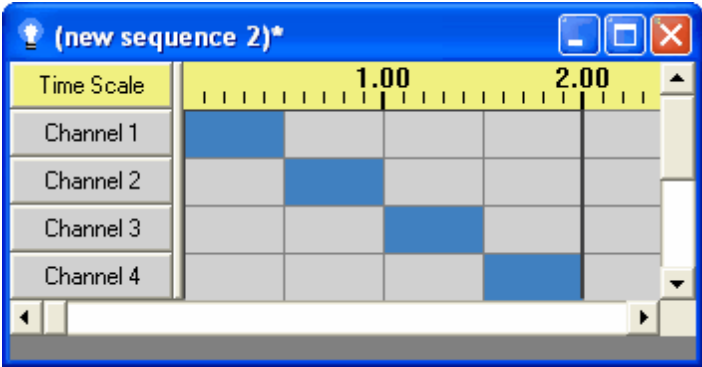 (new sequence 2)*
Time Scale 1.00 2.00
Channel 1
Channel 2
Channel 3
Channel 4